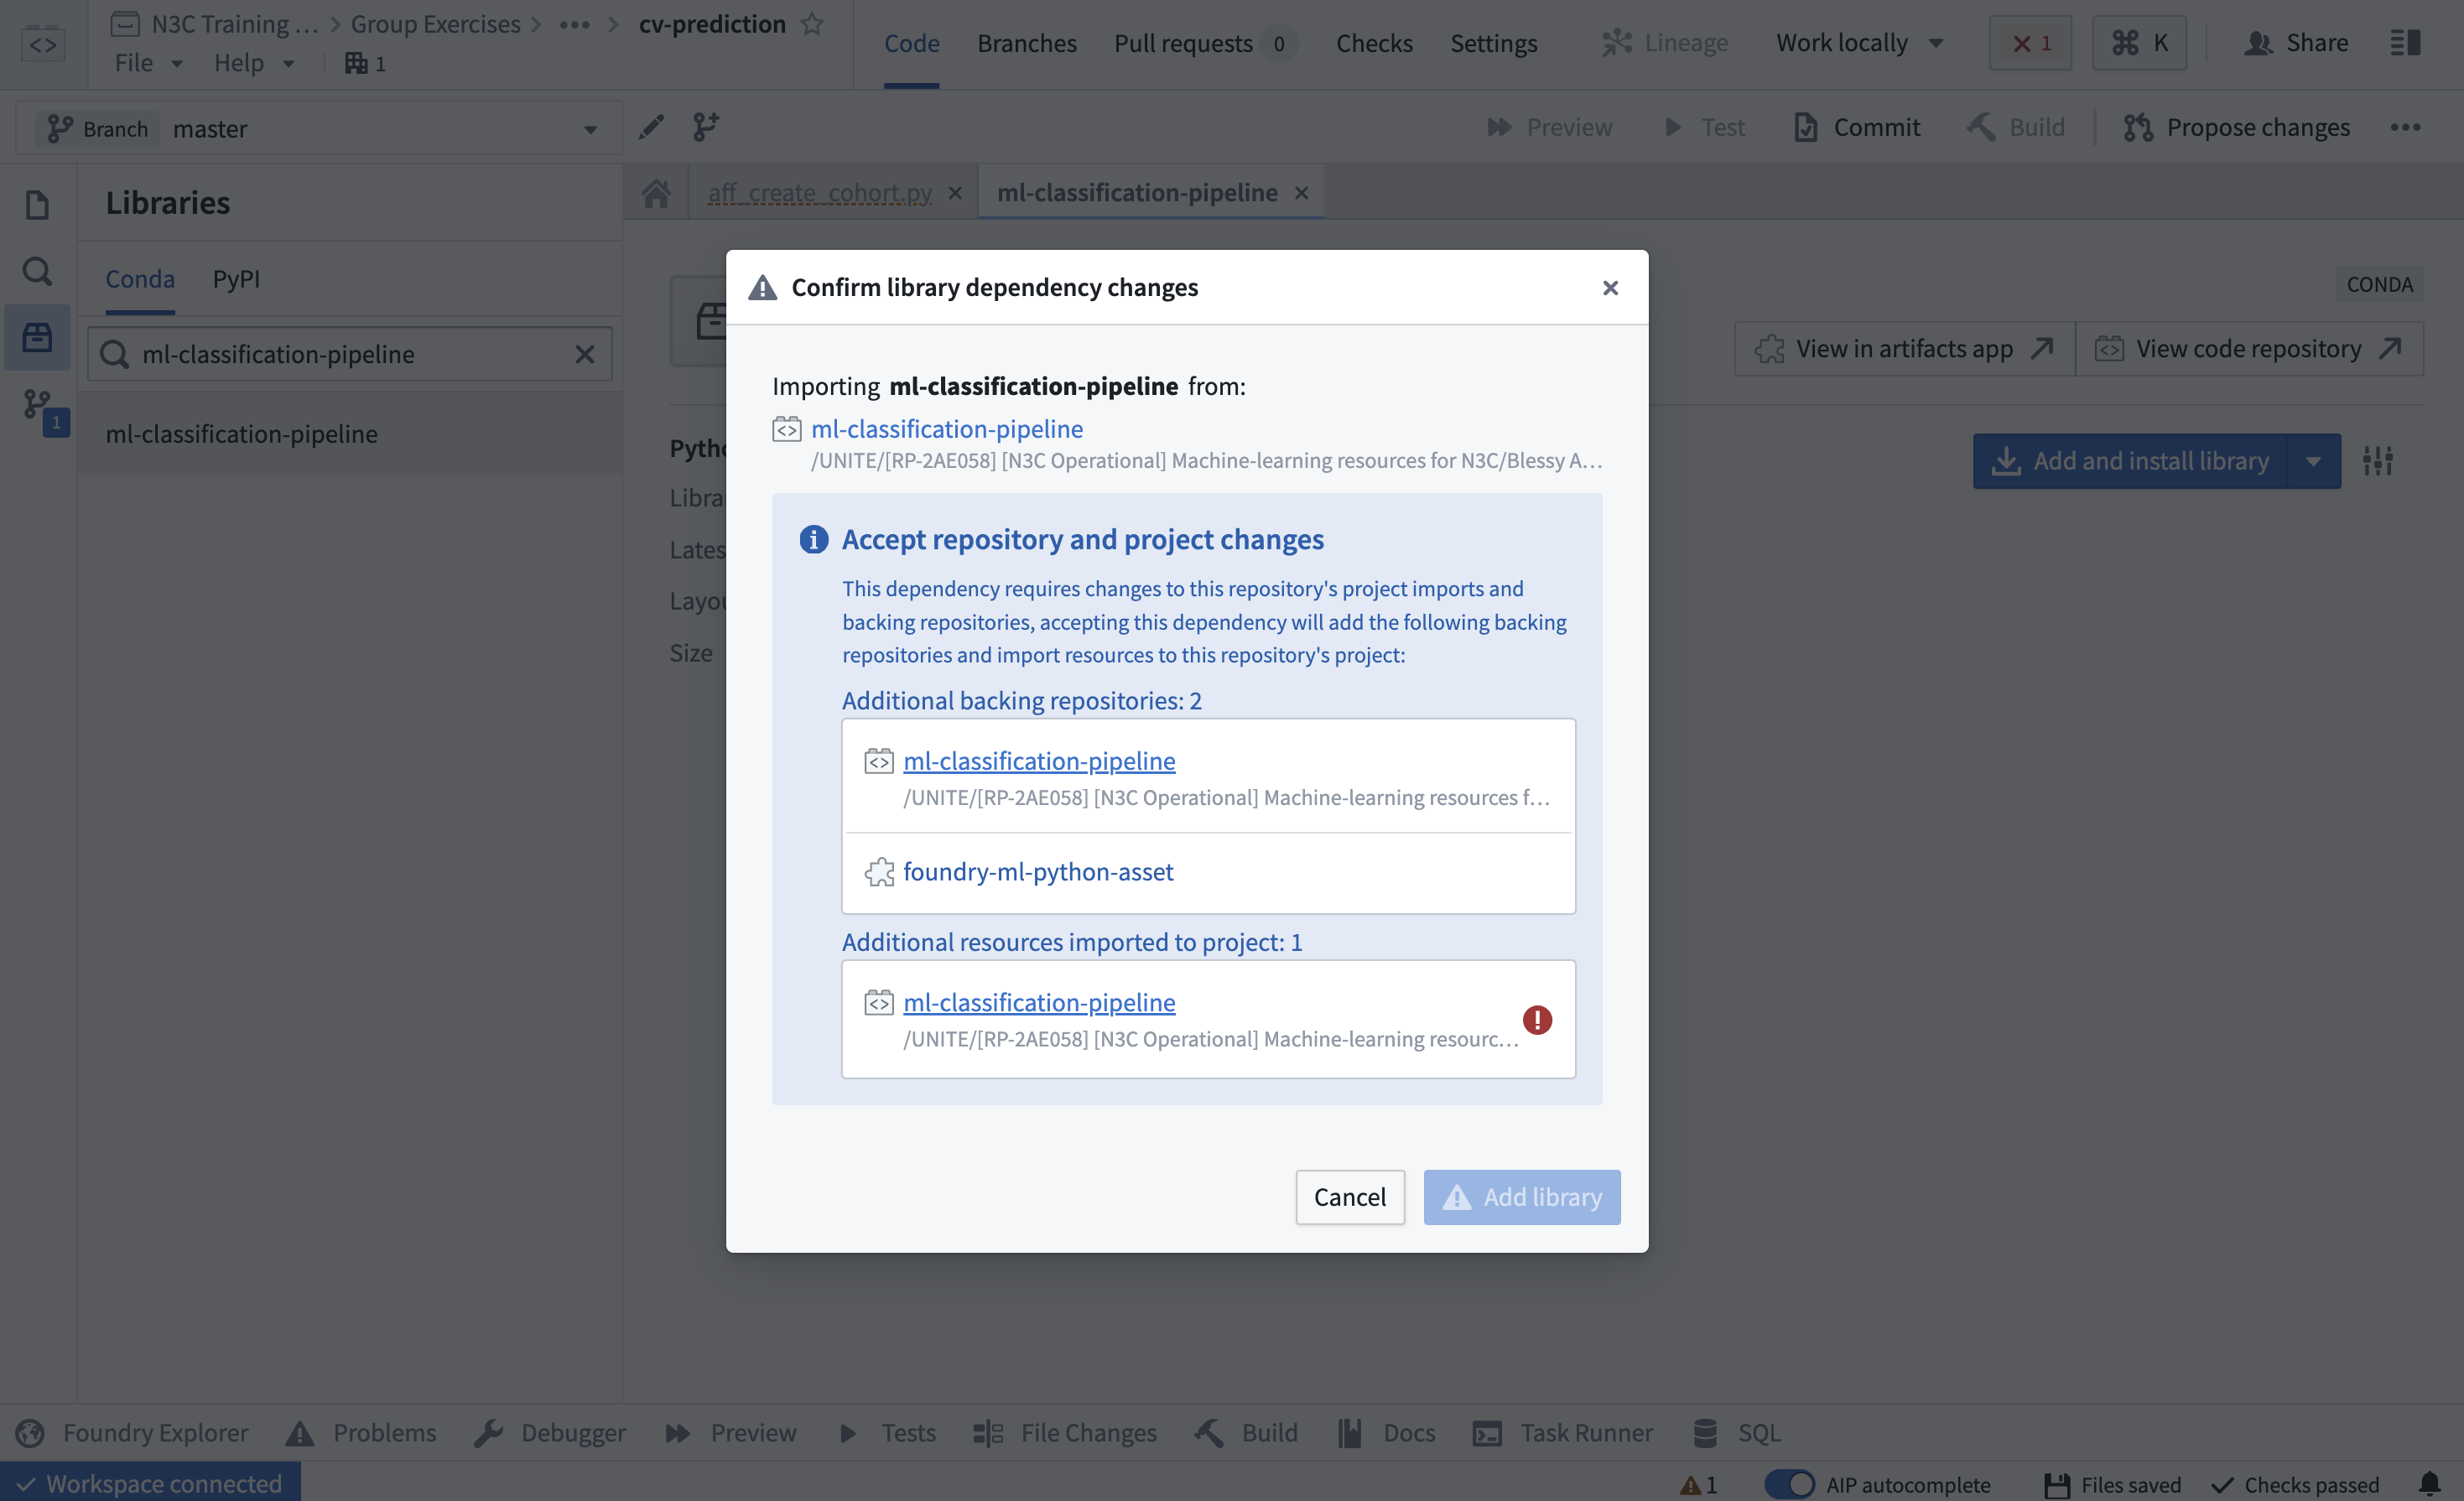 N3C Training … > Group Exercises > ••• > cv-prediction
File Help 1
Code Branches Pull requests 0 Checks Settings Lineage Work locally 1 ⌘ K Share
Branch master
Preview Test Commit Build Propose changes •••
Libraries
Conda PyPI
ml-classification-pipeline
ml-classification-pipeline
1
aff_create_cohort.py
ml-classification-pipeline
CONDA
View in artifacts app
View code repository
Add and install library
Size
Confirm library dependency changes
Importing ml-classification-pipeline from:
ml-classification-pipeline
/UNITE/[RP-2AE058] [N3C Operational] Machine-learning resources for N3C/Blessy A…
Accept repository and project changes
This dependency requires changes to this repository's project imports and
backing repositories, accepting this dependency will add the following backing
repositories and import resources to this repository's project:
Additional backing repositories: 2
ml-classification-pipeline
/UNITE/[RP-2AE058] [N3C Operational] Machine-learning resources f…
foundry-ml-python-asset
Additional resources imported to project: 1
ml-classification-pipeline
/UNITE/[RP-2AE058] [N3C Operational] Machine-learning resourc…
Cancel Add library
Foundry Explorer Problems Debugger Preview Tests File Changes Build Docs Task Runner SQL
Workspace connected
1 AIP autocomplete Files saved Checks passed